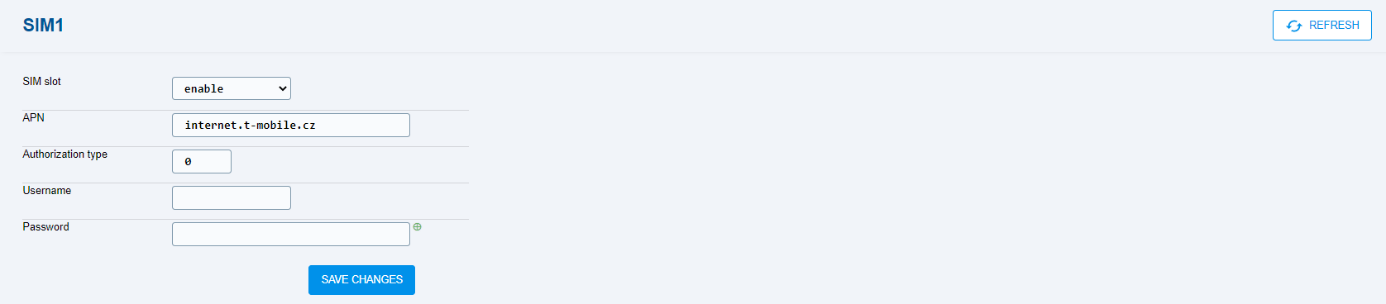 SIM1
REFRESH
SIM slot
enable
APN
internet.t-mobile.cz
Authorization type
0
Username
Password
SAVE CHANGES